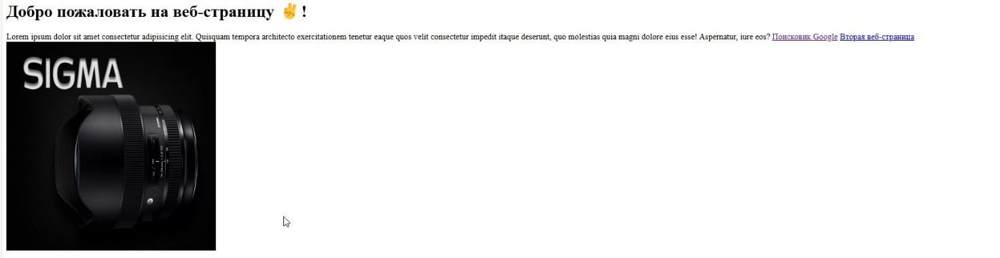 Добро пожаловать на веб-страницу ✌!
Lorem ipsum dolor sit amet consectetur adipisicing elit. Quisquam tempora architecto exercitationem tenetur eaque quos velit consectetur impedit itaque deserunt, quo molestias quia magni dolore eius esse! Aspernatur, iure eos? Поисковик Google Вторая веб-страница
SIGMA